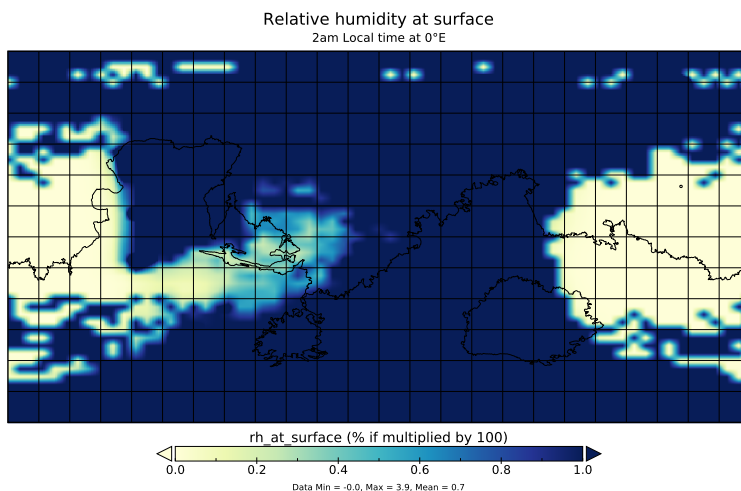 Relative humidity at surface
2am Local time at 0°E
rh_at_surface (% if multiplied by 100)
0.0 0.2 0.4 0.6 0.8 1.0
Data Min = -0.0, Max = 3.9, Mean = 0.7